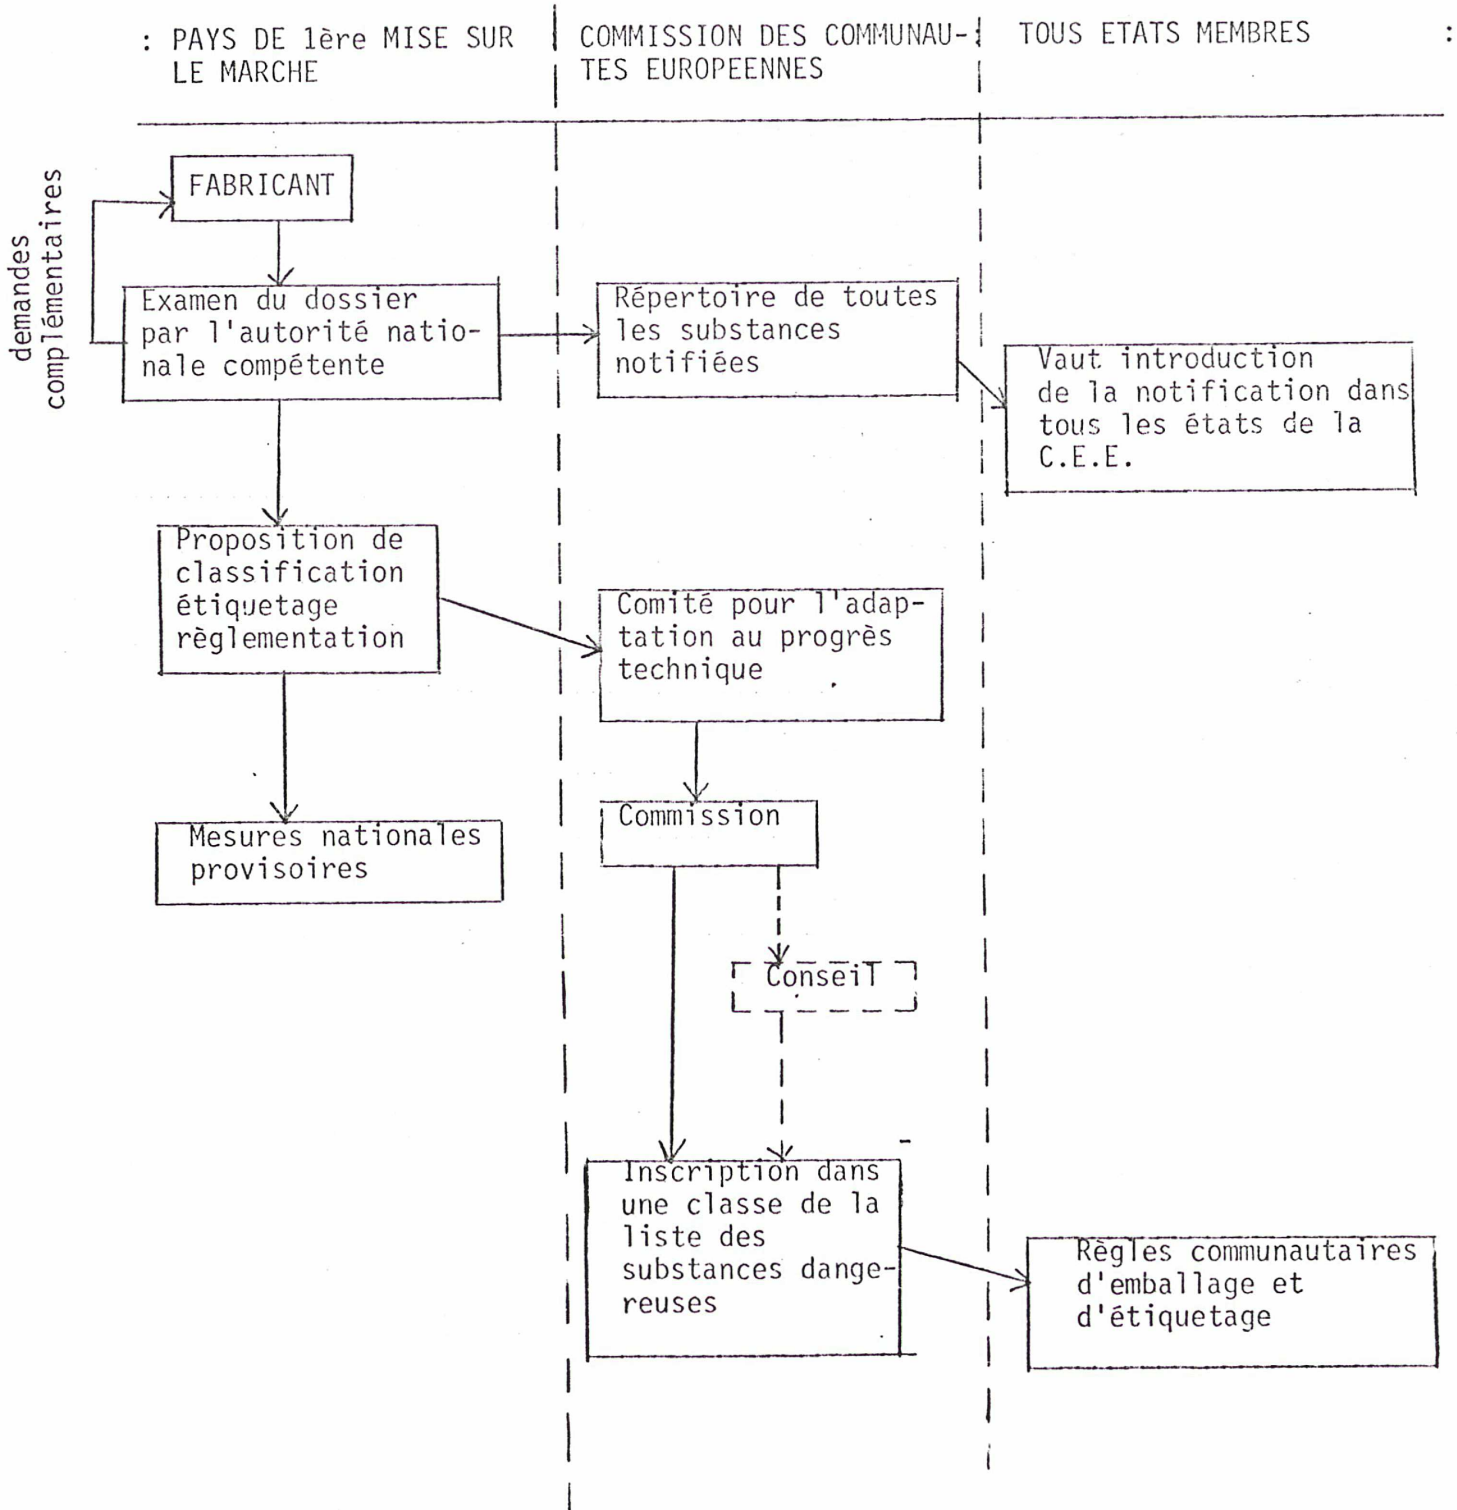 : PAYS DE 1ère MISE SUR
LE MARCHE
COMMISSION DES COMMUNAU-:
TES EUROPEENNES
TOUS ETATS MEMBRES :
demandes
complémentaires
FABRICANT
Examen du dossier
par l'autorité natio-
nale compétente
Répertoire de toutes
les substances
notifiées
Vaut introduction
de la notification dans
tous les états de la
C.E.E.
Proposition de
classification
étiquetage
règlementation
Comité pour l'adap-
tation au progrès
technique
Mesures nationales
provisoires
Commission
Conseil
Inscription dans
une classe de la
liste des
substances dange-
reuses
Règles communautaires
d'emballage et
d'étiquetage